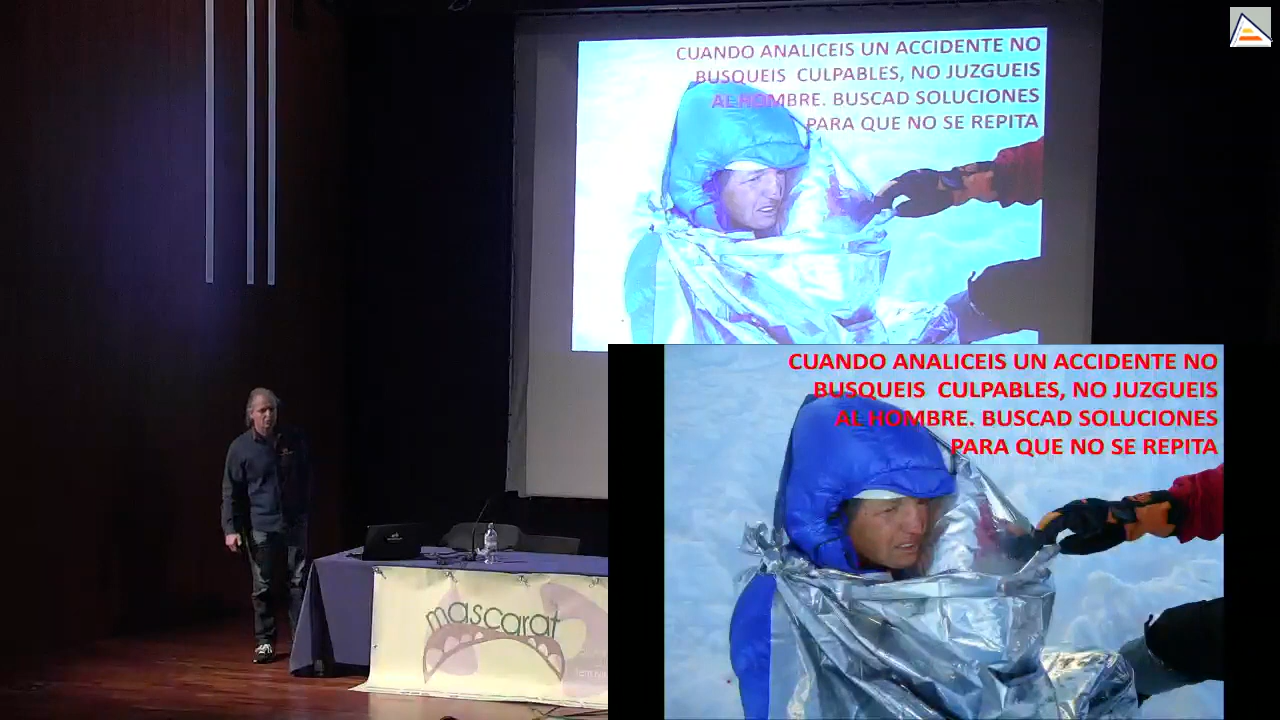 CUANDO ANALICEIS UN ACCIDENTE NO
BUSQUEIS CULPABLES, NO JUZGUEIS
AL HOMBRE. BUSCAD SOLUCIONES
PARA QUE NO SE REPITA
CUANDO ANALICEIS UN ACCIDENTE NO
BUSQUEIS CULPABLES, NO JUZGUEIS
AL HOMBRE. BUSCAD SOLUCIONES
PARA QUE NO SE REPITA
mascarat